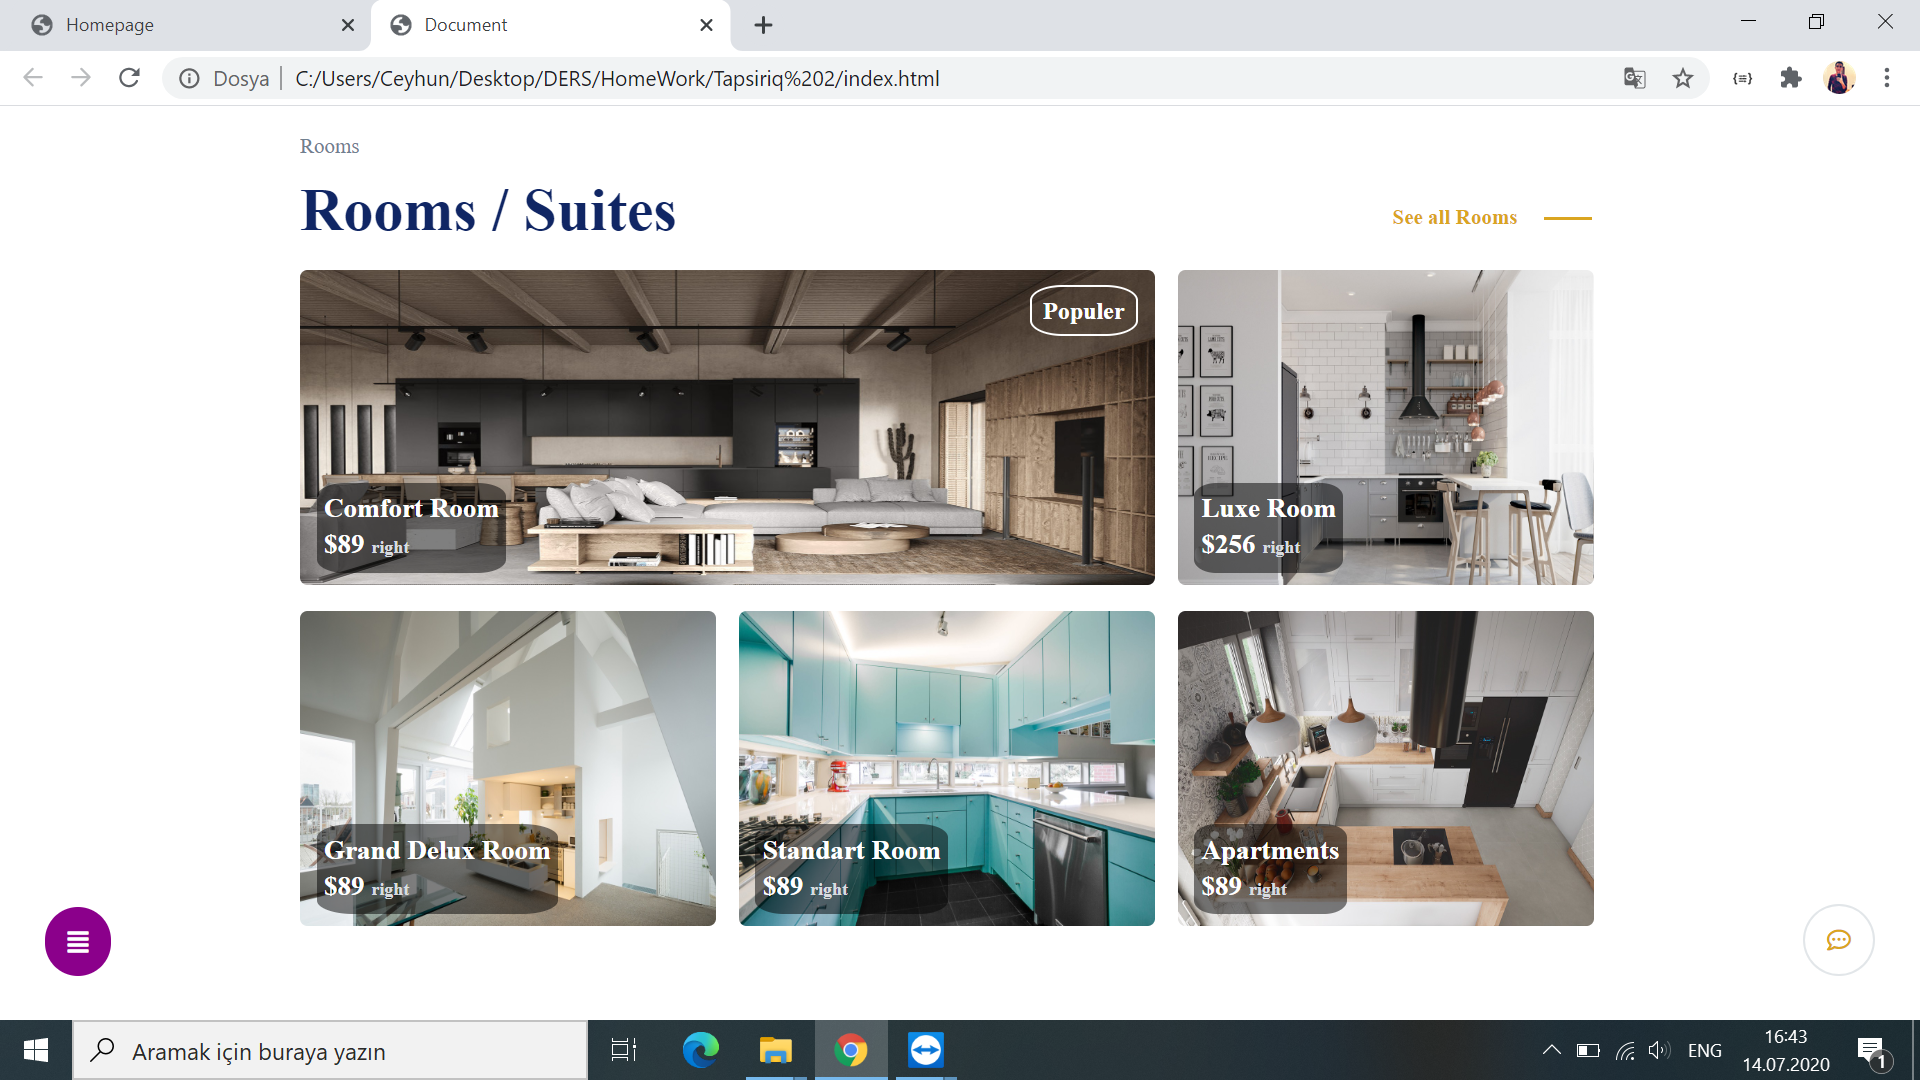 Homepage
Document
Dosya
C:/Users/Ceyhun/Desktop/DERS/HomeWork/Tapsiriq%202/index.html
Rooms
Rooms / Suites
See all Rooms
Populer
Comfort Room
$89 right
Luxe Room
$256 right
Grand Delux Room
$89 right
Standart Room
$89 right
Apartments
$89 right
Aramak için buraya yazın
ENG
16:43
14.07.2020
1